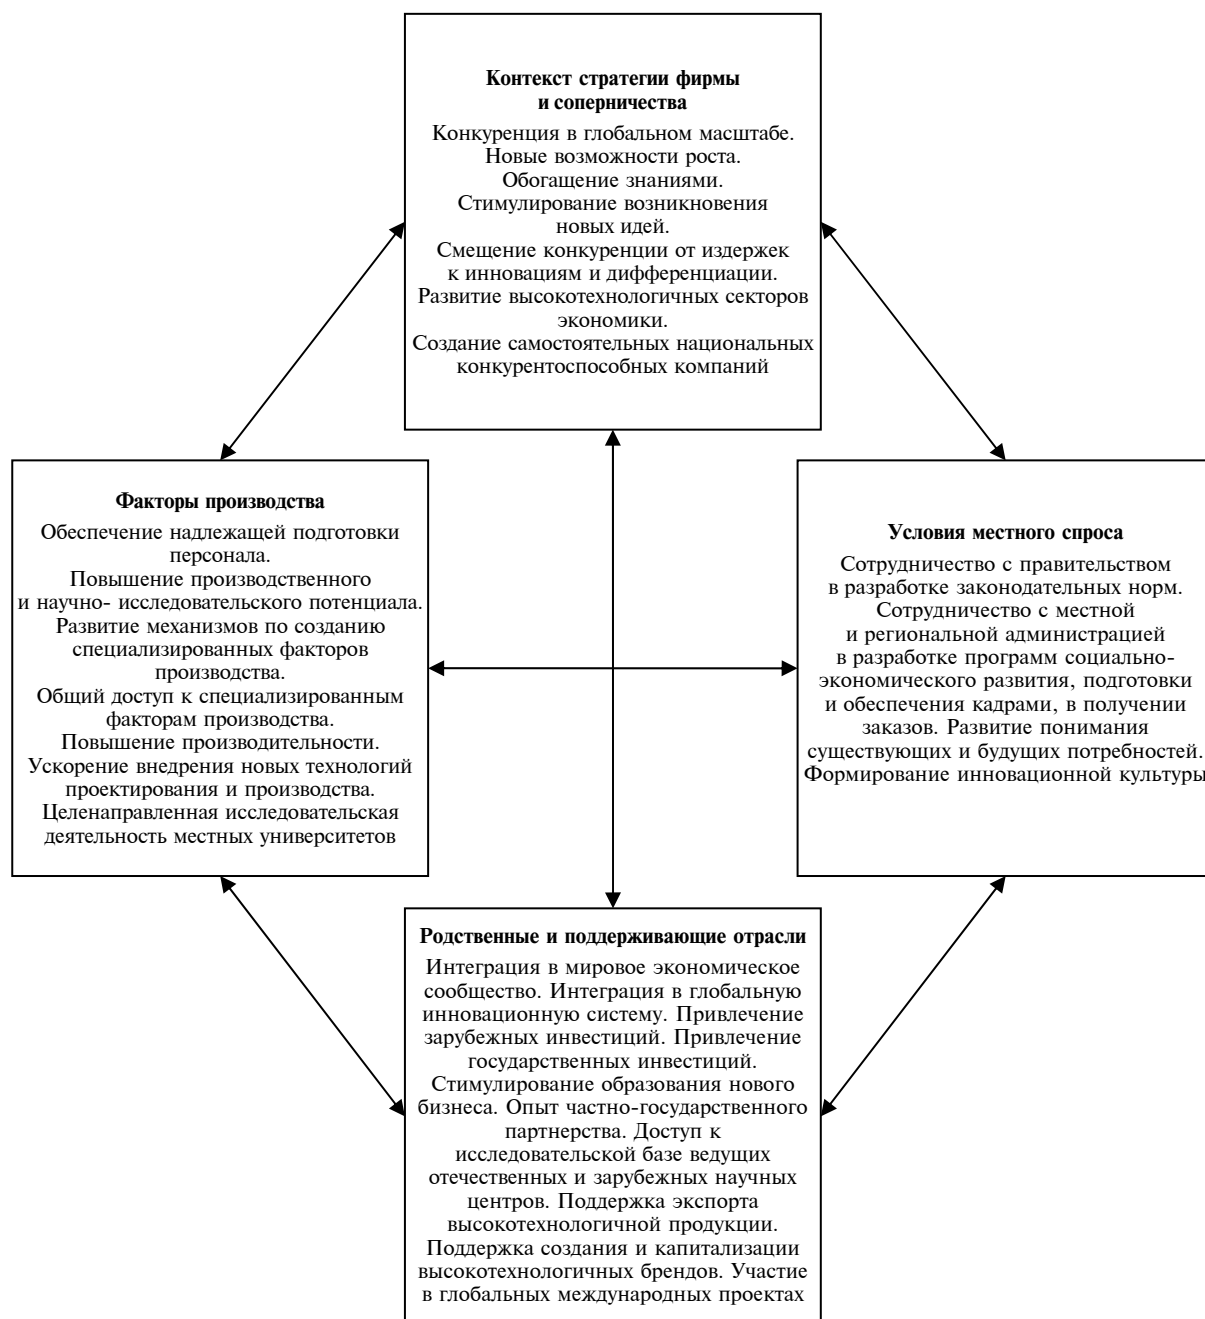 Контекст стратегии фирмы
и соперничества
Конкуренция в глобальном масштабе.
Новые возможности роста.
Обогащение знаниями.
Стимулирование возникновения
новых идей.
Смещение конкуренции от издержек
к инновациям и дифференциации.
Развитие высокотехнологичных секторов
экономики.
Создание самостоятельных национальных
конкурентоспособных компаний
Факторы производства
Обеспечение надлежащей подготовки
персонала.
Повышение производственного
и научно- исследовательского потенциала.
Развитие механизмов по созданию
специализированных факторов
производства.
Общий доступ к специализированным
факторам производства.
Повышение производительности.
Ускорение внедрения новых технологий
проектирования и производства.
Целенаправленная исследовательская
деятельность местных университетов
Условия местного спроса
Сотрудничество с правительством
в разработке законодательных норм.
Сотрудничество с местной
и региональной администрацией
в разработке программ социально-
экономического развития, подготовки
и обеспечения кадрами, в получении
заказов. Развитие понимания
существующих и будущих потребностей.
Формирование инновационной культуры
Родственные и поддерживающие отрасли
Интеграция в мировое экономическое
сообщество. Интеграция в глобальную
инновационную систему. Привлечение
зарубежных инвестиций. Привлечение
государственных инвестиций.
Стимулирование образования нового
бизнеса. Опыт частно-государственного
партнерства. Доступ к
исследовательской базе ведущих
отечественных и зарубежных научных
центров. Поддержка экспорта
высокотехнологичной продукции.
Поддержка создания и капитализации
высокотехнологичных брендов. Участие
в глобальных международных проектах